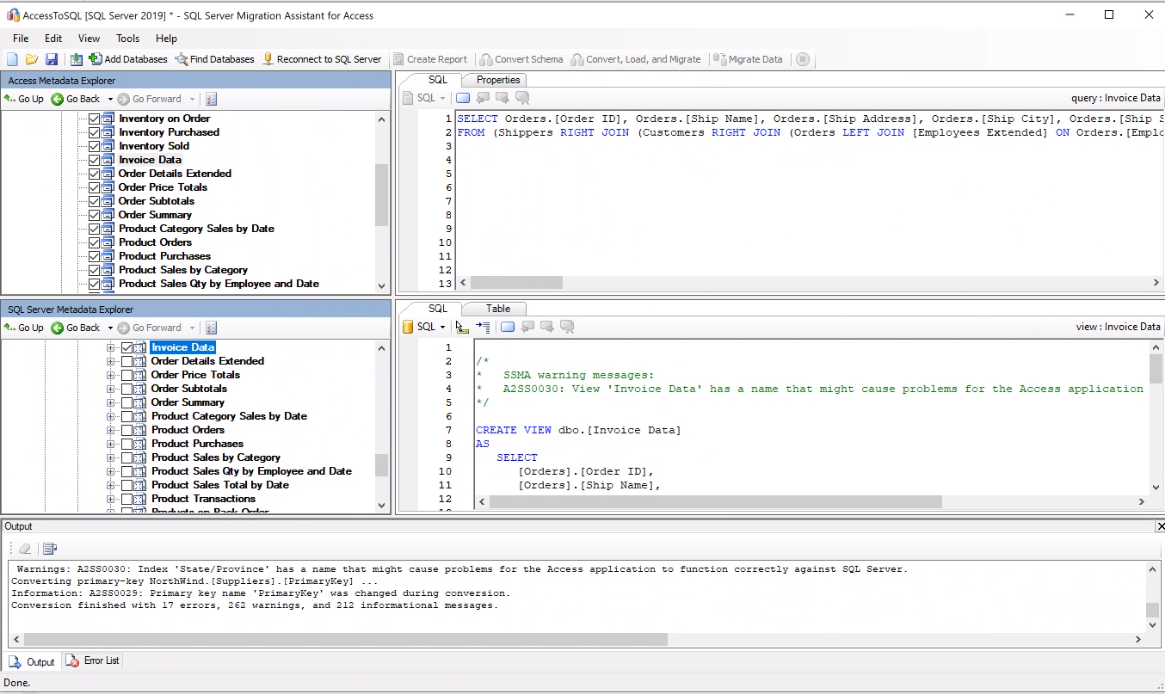 AccessToSQL [SQL Server 2019] * - SQL Server Migration Assistant for Access
File Edit View Tools Help
Add Databases Find Databases Reconnect to SQL Server Create Report Convert Schema Convert, Load, and Migrate Migrate Data
Access Metadata Explorer
Go Up Go Back Go Forward
Inventory on Order
Inventory Purchased
Inventory Sold
Invoice Data
Order Details Extended
Order Price Totals
Order Subtotals
Order Summary
Product Category Sales by Date
Product Orders
Product Purchases
Product Sales by Category
Product Sales Qty by Employee and Date
SQL Properties
SQL
query : Invoice Data
1 SELECT Orders.[Order ID], Orders.[Ship Name], Orders.[Ship Address], Orders.[Ship City], Orders.[Ship S
2 FROM (Shippers RIGHT JOIN (Customers RIGHT JOIN (Orders LEFT JOIN [Employees Extended] ON Orders.[Emplo
3
4
5
6
7
8
9
10
11
12
13
SQL Server Metadata Explorer
Go Up Go Back Go Forward
Invoice Data
Order Details Extended
Order Price Totals
Order Subtotals
Order Summary
Product Category Sales by Date
Product Orders
Product Purchases
Product Sales by Category
Product Sales Qty by Employee and Date
Product Sales Total by Date
Product Transactions
Products on Back Order
SQL Table
SQL
view : Invoice Data
1
2 /*
3 * SSMA warning messages:
4 * A2SS0030: View 'Invoice Data' has a name that might cause problems for the Access application
5 */
6
7 CREATE VIEW dbo.[Invoice Data]
8 AS
9 SELECT
10 [Orders].[Order ID],
11 [Orders].[Ship Name],
12
Output
Warnings: A2SS0030: Index 'State/Province' has a name that might cause problems for the Access application to function correctly against SQL Server.
Converting primary-key NorthWind.[Suppliers].[PrimaryKey] ...
Information: A2SS0029: Primary key name 'PrimaryKey' was changed during conversion.
Conversion finished with 17 errors, 262 warnings, and 212 informational messages.
Output Error List
Done.